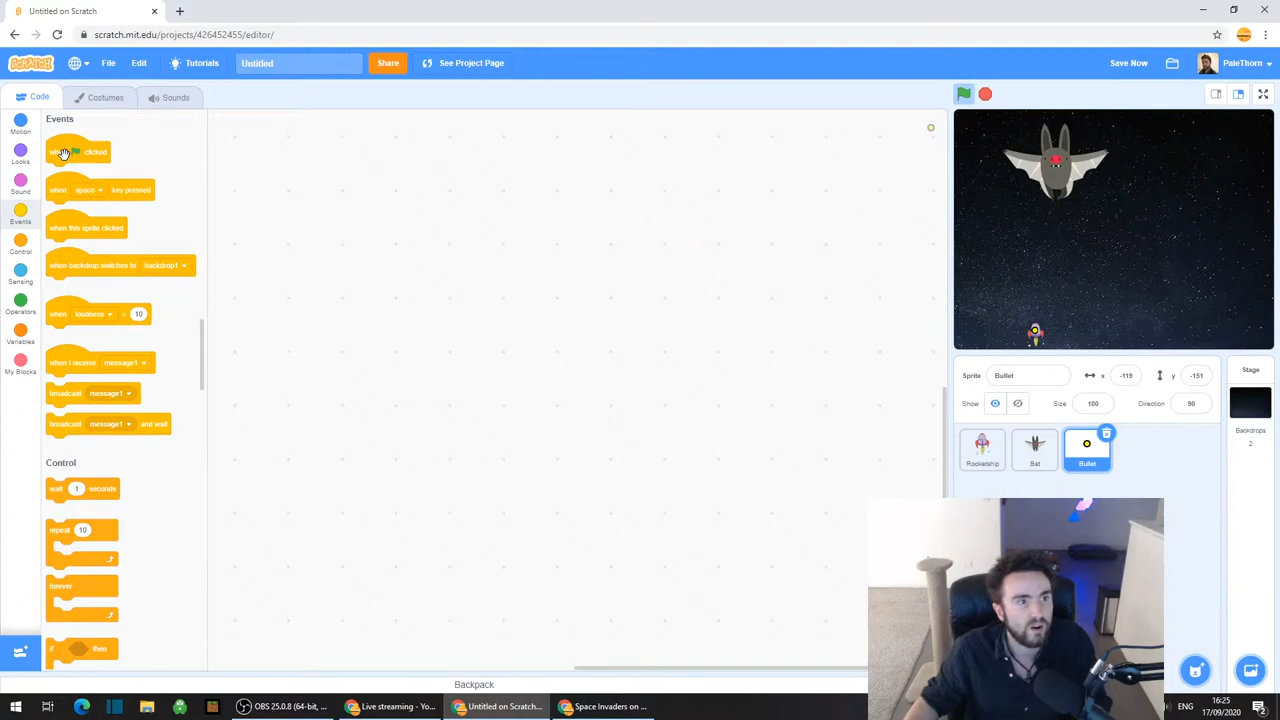 Untitled on Scratch
scratch.mit.edu/projects/426452455/editor/
SCRATCH
File
Edit
Tutorials
Untitled
Share
See Project Page
Save Now
PaleThorn
Code
Costumes
Sounds
Motion
Looks
Sound
Events
Control
Sensing
Operators
Variables
My Blocks
Events
when clicked
when space key pressed
when this sprite clicked
when backdrop switches to backdrop1
when loudness > 10
when I receive message1
broadcast message1
broadcast message1 and wait
Control
wait 1 seconds
repeat 10
forever
if then
Sprite Bullet x -119 y -151
Show Size 100 Direction 90
Rocketship
Bat
Bullet
Stage
Backdrops
2
Backpack
OBS 25.0.8 (64-bit, ...
Live streaming - Yo...
Untitled on Scratch...
Space Invaders on ...
16:25
17/09/2020